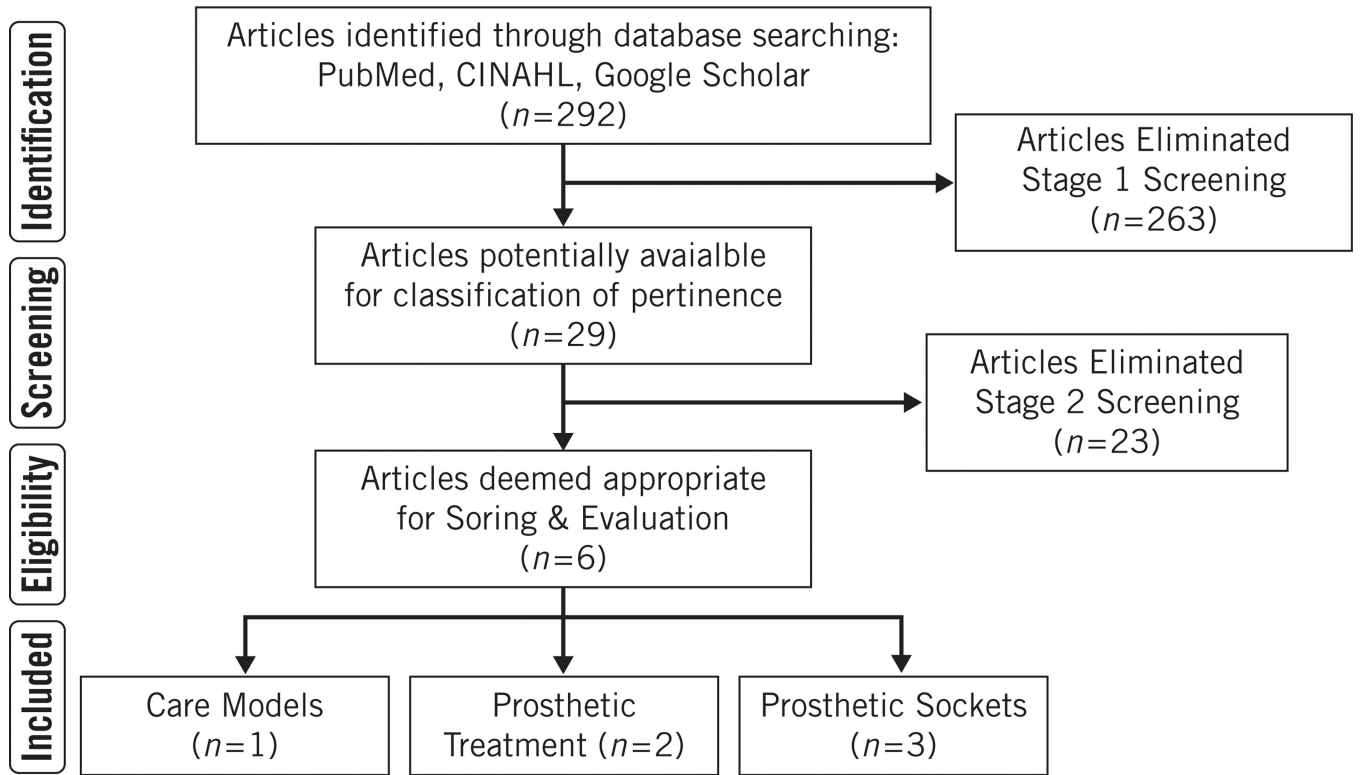 Identification
Articles identified through database searching:
PubMed, CINAHL, Google Scholar
(n=292)
Articles Eliminated
Stage 1 Screening
(n=263)
Screening
Articles potentially avaialble
for classification of pertinence
(n=29)
Articles Eliminated
Stage 2 Screening
(n=23)
Eligibility
Articles deemed appropriate
for Soring & Evaluation
(n=6)
Included
Care Models
(n=1)
Prosthetic
Treatment (n=2)
Prosthetic Sockets
(n=3)